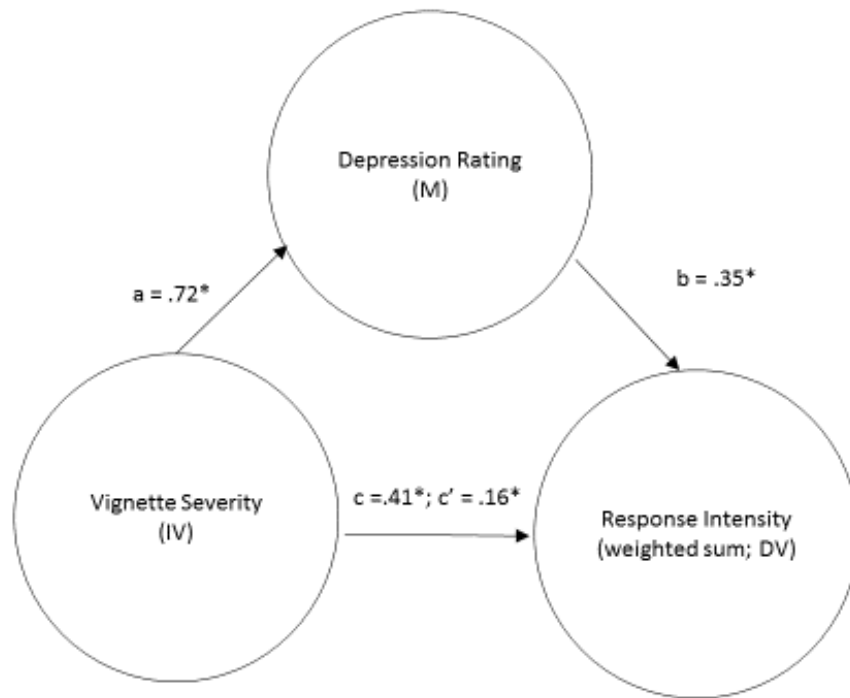 Depression Rating
(M)
a = .72*
b = .35*
Vignette Severity
(IV)
c =.41*; c’ = .16*
Response Intensity
(weighted sum; DV)